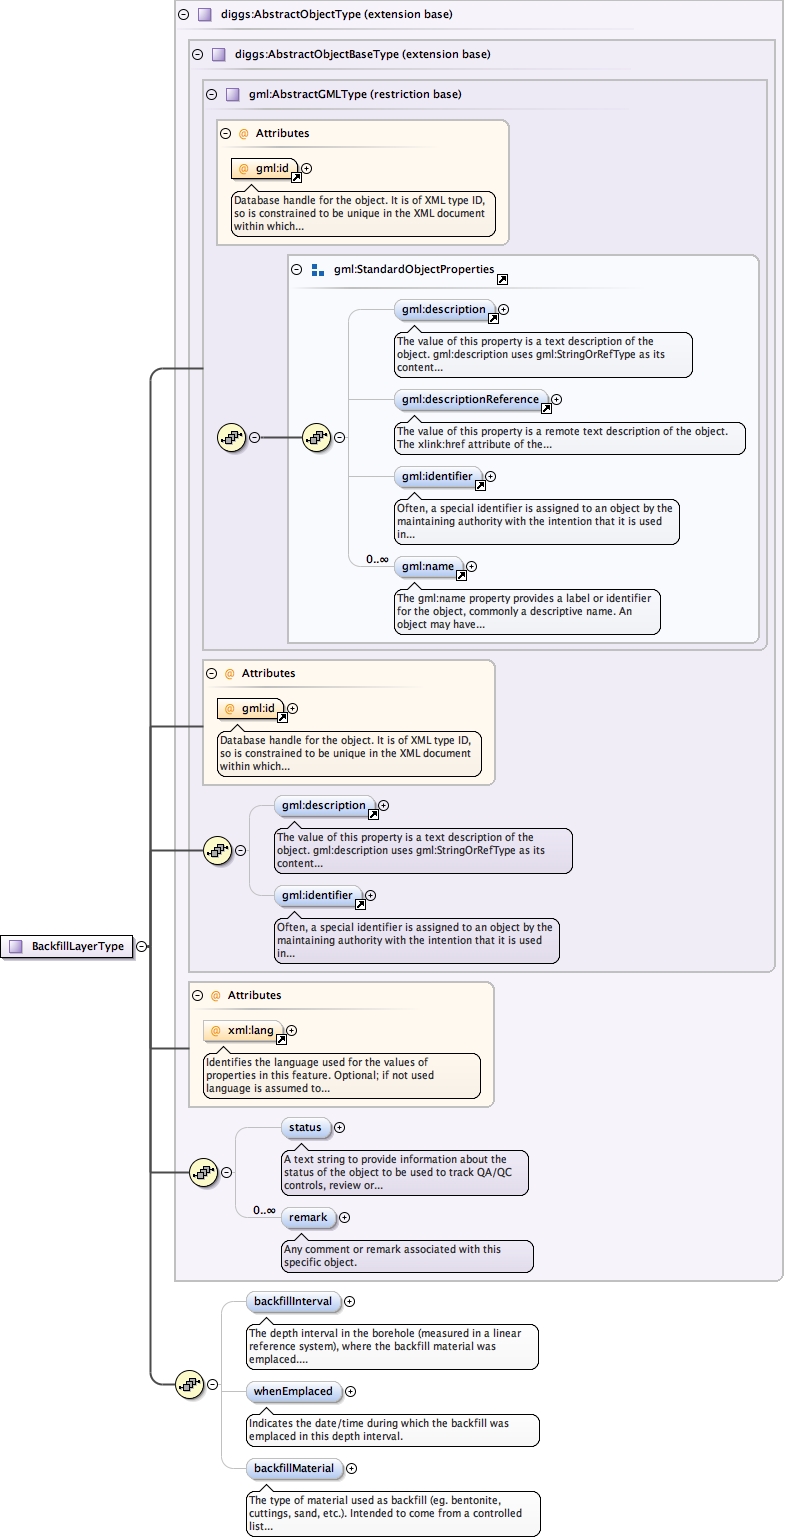 diggs:AbstractObjectType (extension base)
diggs:AbstractObjectBaseType (extension base)
gml:AbstractGMLType (restriction base)
@ Attributes
@ gml:id
Database handle for the object. It is of XML type ID,
so is constrained to be unique in the XML document
within which...
gml:StandardObjectProperties
gml:description
The value of this property is a text description of the
object. gml:description uses gml:StringOrRefType as its
content...
gml:descriptionReference
The value of this property is a remote text description of the object.
The xlink:href attribute of the...
gml:identifier
Often, a special identifier is assigned to an object by the
maintaining authority with the intention that it is used
in...
0..∞
gml:name
The gml:name property provides a label or identifier
for the object, commonly a descriptive name. An
object may have...
@ Attributes
@ gml:id
Database handle for the object. It is of XML type ID,
so is constrained to be unique in the XML document
within which...
gml:description
The value of this property is a text description of the
object. gml:description uses gml:StringOrRefType as its
content...
gml:identifier
Often, a special identifier is assigned to an object by the
maintaining authority with the intention that it is used
in...
BackfillLayerType
@ Attributes
@ xml:lang
Identifies the language used for the values of
properties in this feature. Optional; if not used
language is assumed to...
status
A text string to provide information about the
status of the object to be used to track QA/QC
controls, review or...
0..∞
remark
Any comment or remark associated with this
specific object.
backfillInterval
The depth interval in the borehole (measured in a linear
reference system), where the backfill material was
emplaced....
whenEmplaced
Indicates the date/time during which the backfill was
emplaced in this depth interval.
backfillMaterial
The type of material used as backfill (eg. bentonite,
cuttings, sand, etc.). Intended to come from a controlled
list...